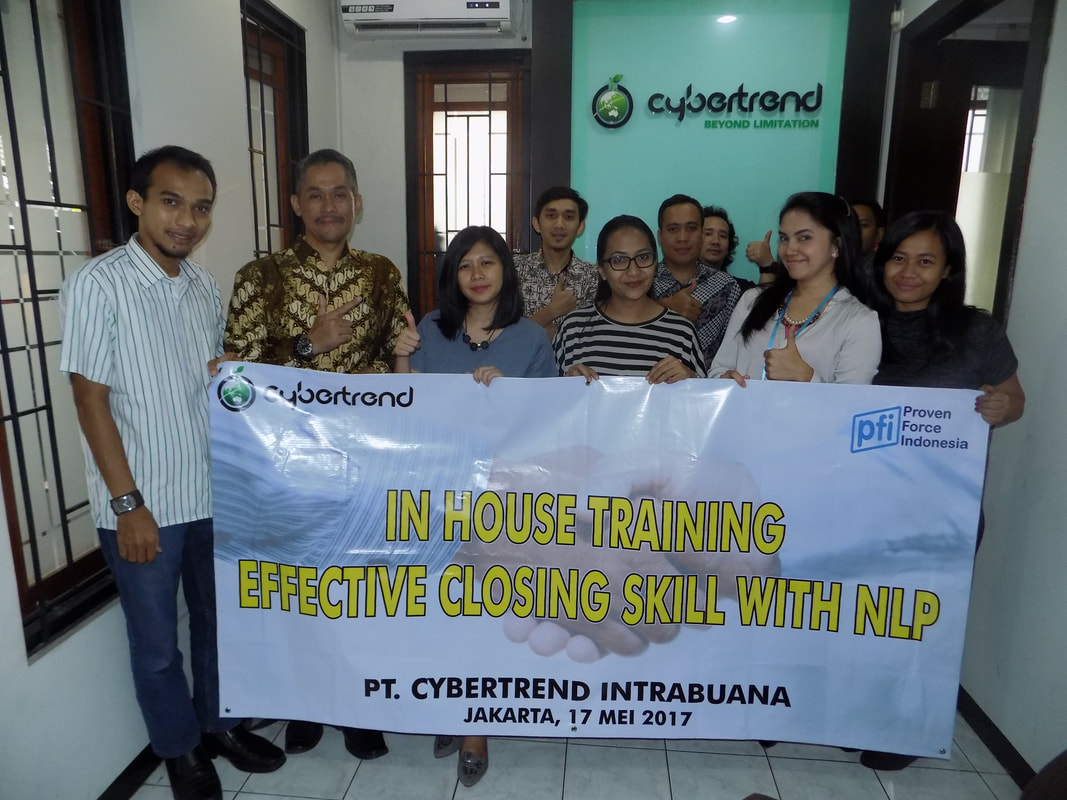 cybertrend
BEYOND LIMITATION
cybertrend
pfi
Proven
Force
Indonesia
IN HOUSE TRAINING
EFFECTIVE CLOSING SKILL WITH NLP
PT. CYBERTREND INTRABUANA
JAKARTA, 17 MEI 2017